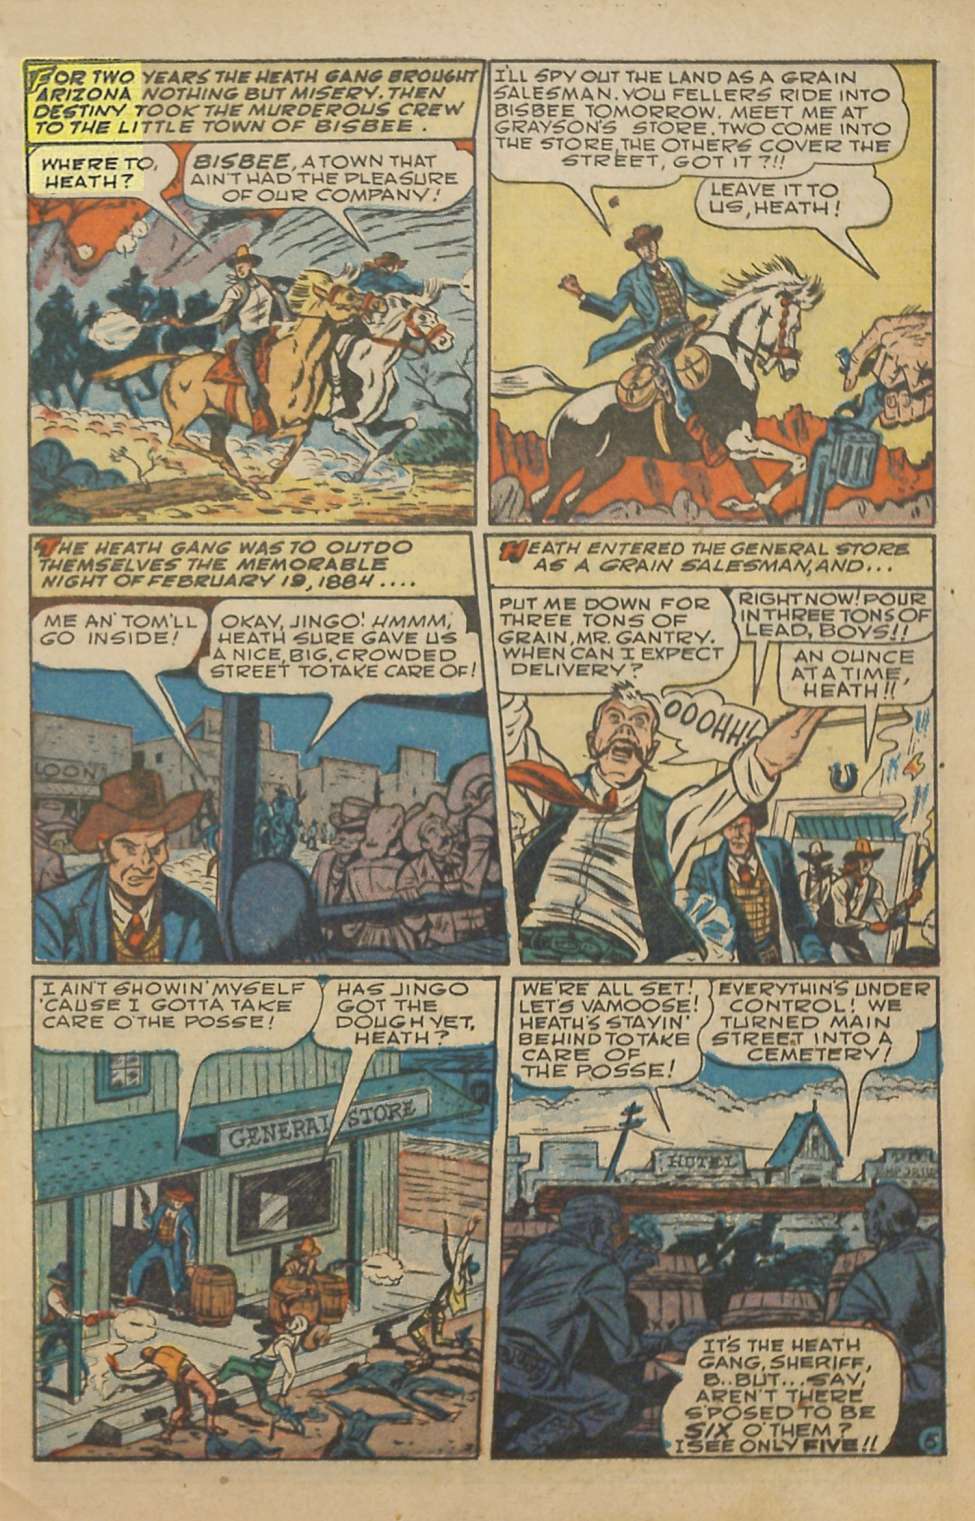 FOR TWO YEARS THE HEATH GANG BROUGHT
ARIZONA NOTHING BUT MISERY. THEN
DESTINY TOOK THE MURDEROUS CREW
TO THE LITTLE TOWN OF BISBEE.
WHERE TO,
HEATH?
BISBEE, A TOWN THAT
AIN'T HAD THE PLEASURE
OF OUR COMPANY!
I'LL SPY OUT THE LAND AS A GRAIN
SALESMAN. YOU FELLERS RIDE INTO
BISBEE TOMORROW. MEET ME AT
GRAYSON'S STORE. TWO COME INTO
THE STORE, THE OTHERS COVER THE
STREET, GOT IT?!!
LEAVE IT TO
US, HEATH!
THE HEATH GANG WAS TO OUTDO
THEMSELVES THE MEMORABLE
NIGHT OF FEBRUARY 19, 1884....
ME AN' TOM'LL
GO INSIDE!
OKAY, JINGO! HMMM,
HEATH SURE GAVE US
A NICE, BIG, CROWDED
STREET TO TAKE CARE OF!
LOON
HEATH ENTERED THE GENERAL STORE
AS A GRAIN SALESMAN, AND...
PUT ME DOWN FOR
THREE TONS OF
GRAIN, MR. GANTRY.
WHEN CAN I EXPECT
DELIVERY?
RIGHT NOW! POUR
IN THREE TONS OF
LEAD, BOYS!!
AN OUNCE
AT A TIME,
HEATH!!
OOOHH!
I AIN'T SHOWIN' MYSELF
'CAUSE I GOTTA TAKE
CARE O' THE POSSE!
HAS JINGO
GOT THE
DOUGH YET,
HEATH?
GENERAL STORE
WE'RE ALL SET!
LET'S VAMOOSE!
HEATH'S STAYIN'
BEHIND TO TAKE
CARE OF
THE POSSE!
EVERYTHIN'S UNDER
CONTROL! WE
TURNED MAIN
STREET INTO A
CEMETERY!
HOTEL
IT'S THE HEATH
GANG, SHERIFF,
B..BUT...SAY,
AREN'T THERE
S'POSED TO BE
SIX O' THEM?
I SEE ONLY FIVE!!
5